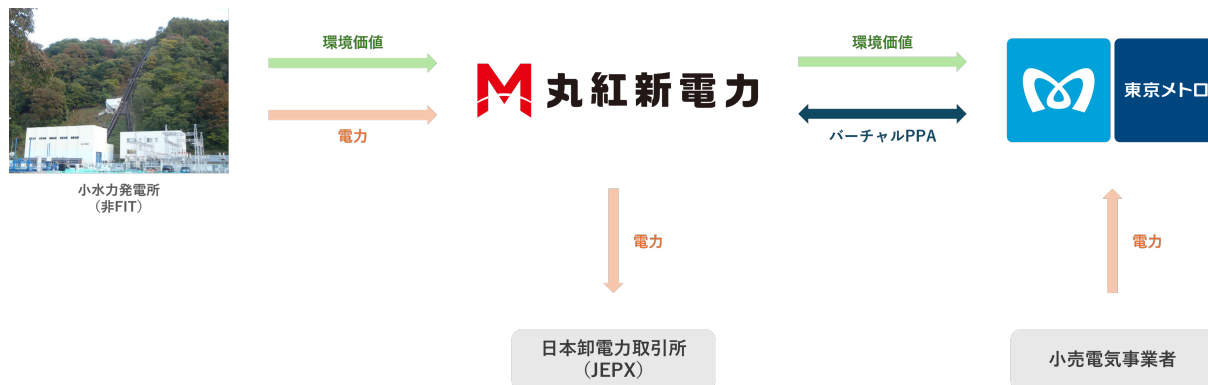 環境価値
電力
小水力発電所
（非FIT）
丸紅新電力
環境価値
バーチャルPPA
東京メトロ
電力
電力
日本卸電力取引所
（JEPX）
小売電気事業者